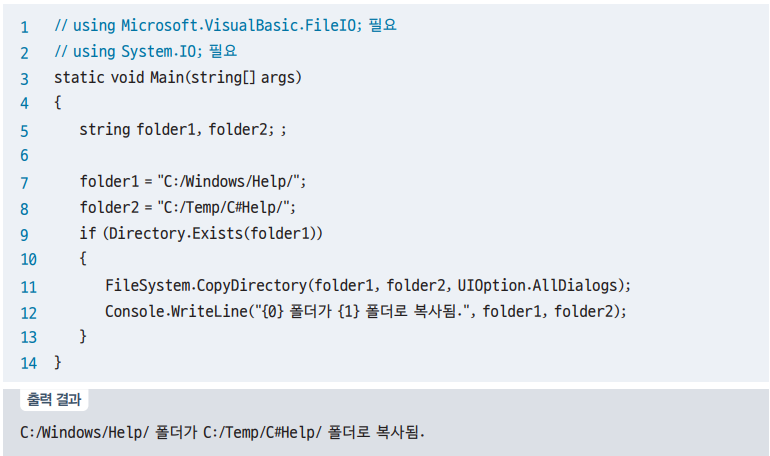 1 // using Microsoft.VisualBasic.FileIO; 필요
2 // using System.IO; 필요
3 static void Main(string[] args)
4 {
5 string folder1, folder2; ;
6
7 folder1 = "C:/Windows/Help/";
8 folder2 = "C:/Temp/C#Help/";
9 if (Directory.Exists(folder1))
10 {
11 FileSystem.CopyDirectory(folder1, folder2, UIOption.AllDialogs);
12 Console.WriteLine("{0} 폴더가 {1} 폴더로 복사됨.", folder1, folder2);
13 }
14 }
출력 결과
C:/Windows/Help/ 폴더가 C:/Temp/C#Help/ 폴더로 복사됨.